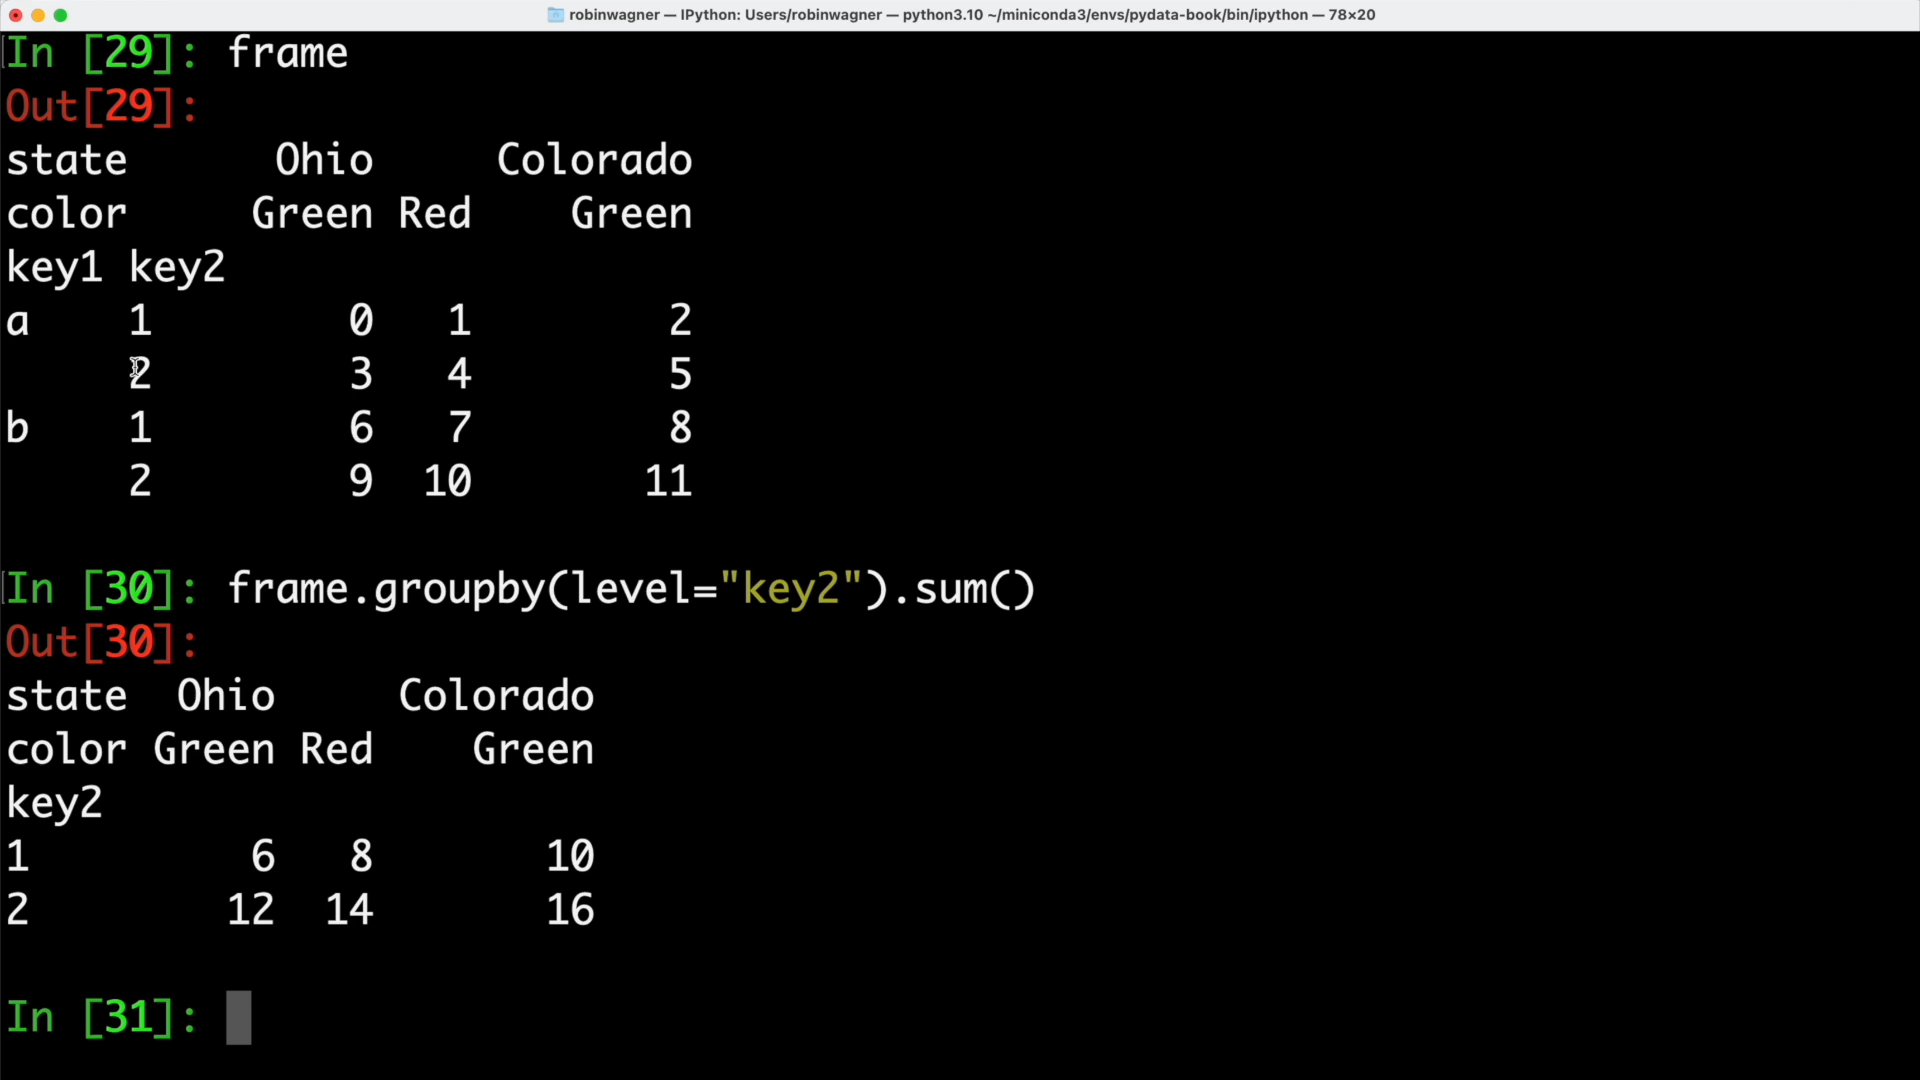 robinwagner — IPython: Users/robinwagner — python3.10 ~/miniconda3/envs/pydata-book/bin/ipython — 78×20
In [29]: frame
Out[29]:
state      Ohio     Colorado
color     Green Red    Green
key1 key2
a    1        0   1        2
     2        3   4        5
b    1        6   7        8
     2        9  10       11
In [30]: frame.groupby(level="key2").sum()
Out[30]:
state  Ohio     Colorado
color Green Red    Green
key2
1         6   8       10
2        12  14       16
In [31]: